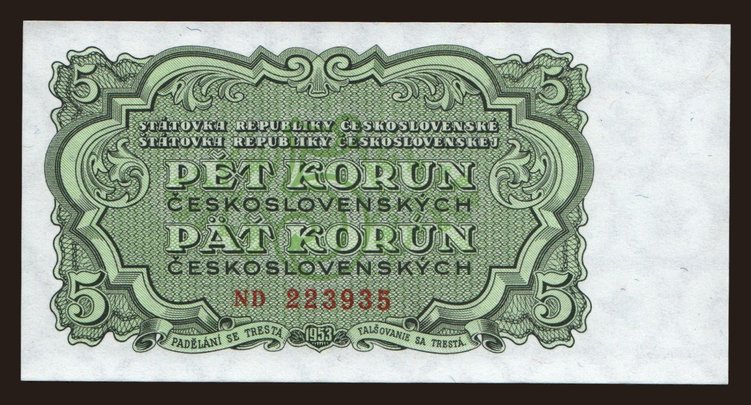 5 5
STÁTOVKA REPUBLIKY ČESKOSLOVENSKÉ
ŠTÁTOVKA REPUBLIKY ČESKOSLOVENSKEJ
PĚT KORUN
ČESKOSLOVENSKÝCH
PÄŤ KORÚN
ČESKOSLOVENSKÝCH
5 5
ND 223935
PADĚLÁNÍ SE TRESTÁ 1953 FALŠOVANIE SA TRESTÁ.